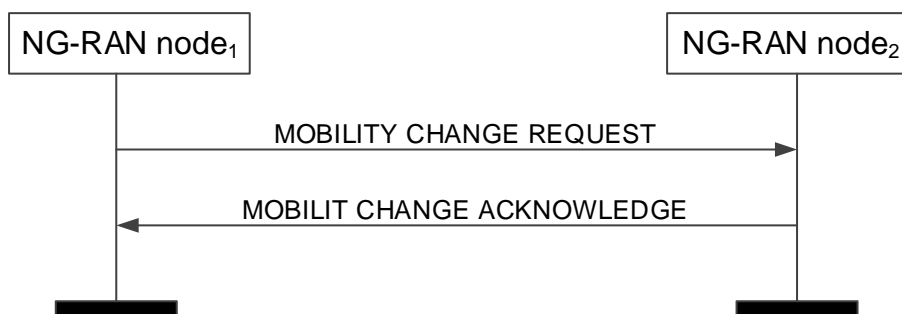 NG-RAN node₁
NG-RAN node₂
MOBILITY CHANGE REQUEST
MOBILIT CHANGE ACKNOWLEDGE